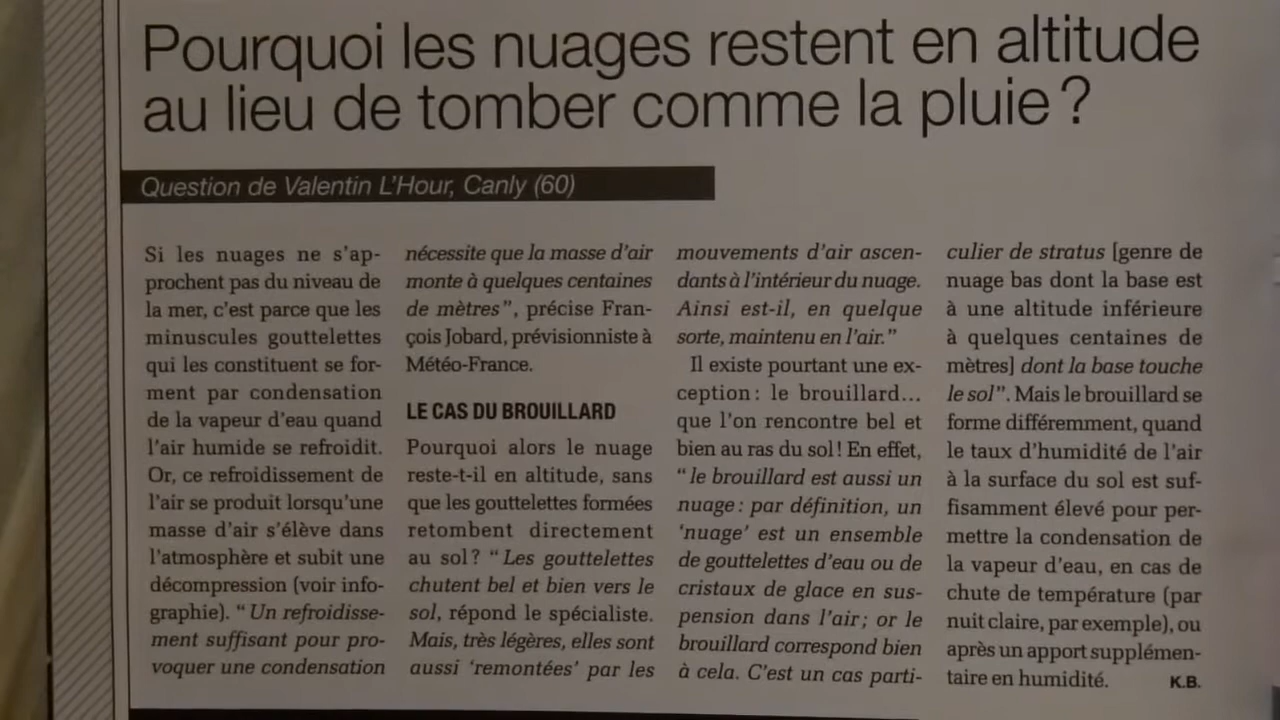 Pourquoi les nuages restent en altitude
au lieu de tomber comme la pluie ?
Question de Valentin L'Hour, Canly (60)
Si les nuages ne s'ap-
prochent pas du niveau de
la mer, c'est parce que les
minuscules gouttelettes
qui les constituent se for-
ment par condensation
de la vapeur d'eau quand
l'air humide se refroidit.
Or, ce refroidissement de
l'air se produit lorsqu'une
masse d'air s'élève dans
l'atmosphère et subit une
décompression (voir info-
graphie). “ Un refroidisse-
ment suffisant pour pro-
voquer une condensation
nécessite que la masse d'air
monte à quelques centaines
de mètres”, précise Fran-
çois Jobard, prévisionniste à
Météo-France.
LE CAS DU BROUILLARD
Pourquoi alors le nuage
reste-t-il en altitude, sans
que les gouttelettes formées
retombent directement
au sol ? “ Les gouttelettes
chutent bel et bien vers le
sol, répond le spécialiste.
Mais, très légères, elles sont
aussi ‘remontées’ par les
mouvements d'air ascen-
dants à l'intérieur du nuage.
Ainsi est-il, en quelque
sorte, maintenu en l'air.”
Il existe pourtant une ex-
ception : le brouillard...
que l'on rencontre bel et
bien au ras du sol ! En effet,
“ le brouillard est aussi un
nuage : par définition, un
‘nuage’ est un ensemble
de gouttelettes d'eau ou de
cristaux de glace en sus-
pension dans l'air ; or le
brouillard correspond bien
à cela. C'est un cas parti-
culier de stratus [genre de
nuage bas dont la base est
à une altitude inférieure
à quelques centaines de
mètres] dont la base touche
le sol”. Mais le brouillard se
forme différemment, quand
le taux d'humidité de l'air
à la surface du sol est suf-
fisamment élevé pour per-
mettre la condensation de
la vapeur d'eau, en cas de
chute de température (par
nuit claire, par exemple), ou
après un apport supplémen-
taire en humidité. K.B.